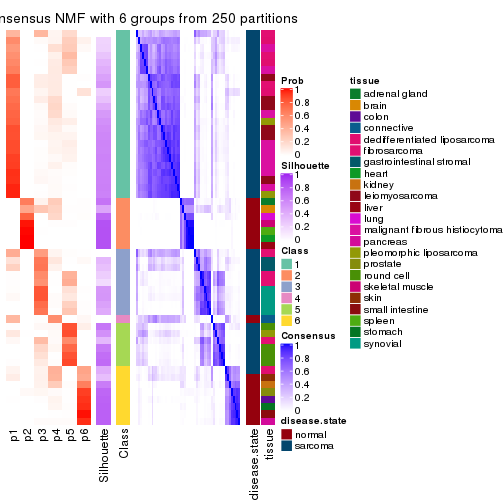 nsensus NMF with 6 groups from 250 partitions
Prob
1
0.8
0.6
0.4
0.2
0
Silhouette
1
0.8
0.6
0.4
0.2
0
Class
1
2
3
4
5
6
Consensus
1
0.8
0.6
0.4
0.2
0
disease.state
normal
sarcoma
tissue
adrenal gland
brain
colon
connective
dedifferentiated liposarcoma
fibrosarcoma
gastrointestinal stromal
heart
kidney
leiomyosarcoma
liver
lung
malignant fibrous histiocytoma
pancreas
pleomorphic liposarcoma
prostate
round cell
skeletal muscle
skin
small intestine
spleen
stomach
synovial
p1
p2
p3
p4
p5
p6
Silhouette
Class
disease.state
tissue